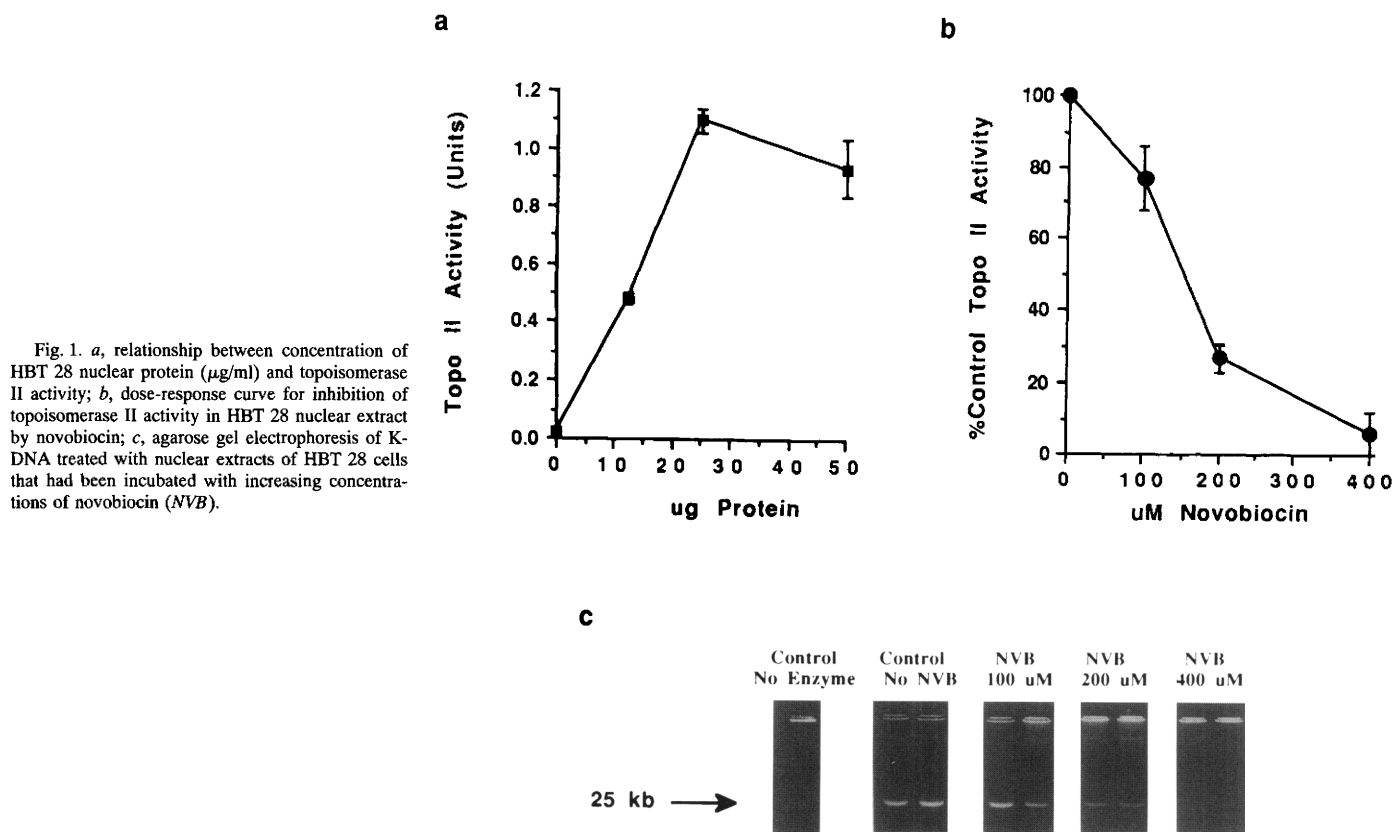 a
1.2
1.0
0.8
0.6
0.4
0.2
0.0
Topo II Activity (Units)
0 10 20 30 40 50
ug Protein
b
100
80
60
40
20
0
%Control Topo II Activity
0 100 200 300 400
uM Novobiocin
Fig. 1. a, relationship between concentration of
HBT 28 nuclear protein (μg/ml) and topoisomerase
II activity; b, dose-response curve for inhibition of
topoisomerase II activity in HBT 28 nuclear extract
by novobiocin; c, agarose gel electrophoresis of K-
DNA treated with nuclear extracts of HBT 28 cells
that had been incubated with increasing concentra-
tions of novobiocin (NVB).
c
Control
No Enzyme
Control
No NVB
NVB
100 uM
NVB
200 uM
NVB
400 uM
25 kb